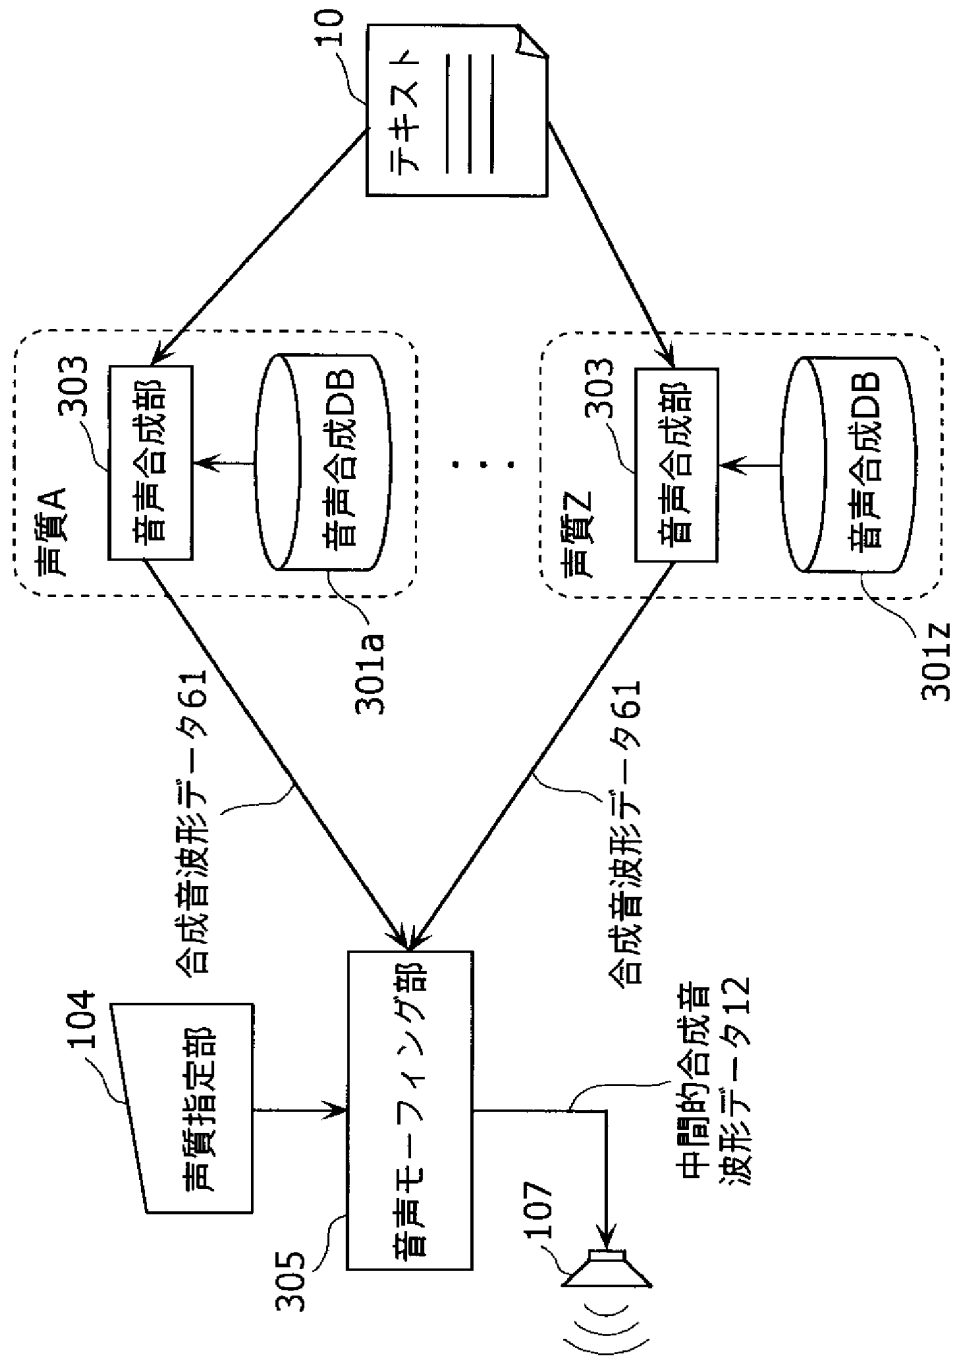 10
テキスト
声質A
303
音声合成部
音声合成DB
301a
声質Z
303
音声合成部
音声合成DB
301z
合成音波形データ61
合成音波形データ61
104
声質指定部
305
音声モーフィング部
中間的合成音
波形データ12
107